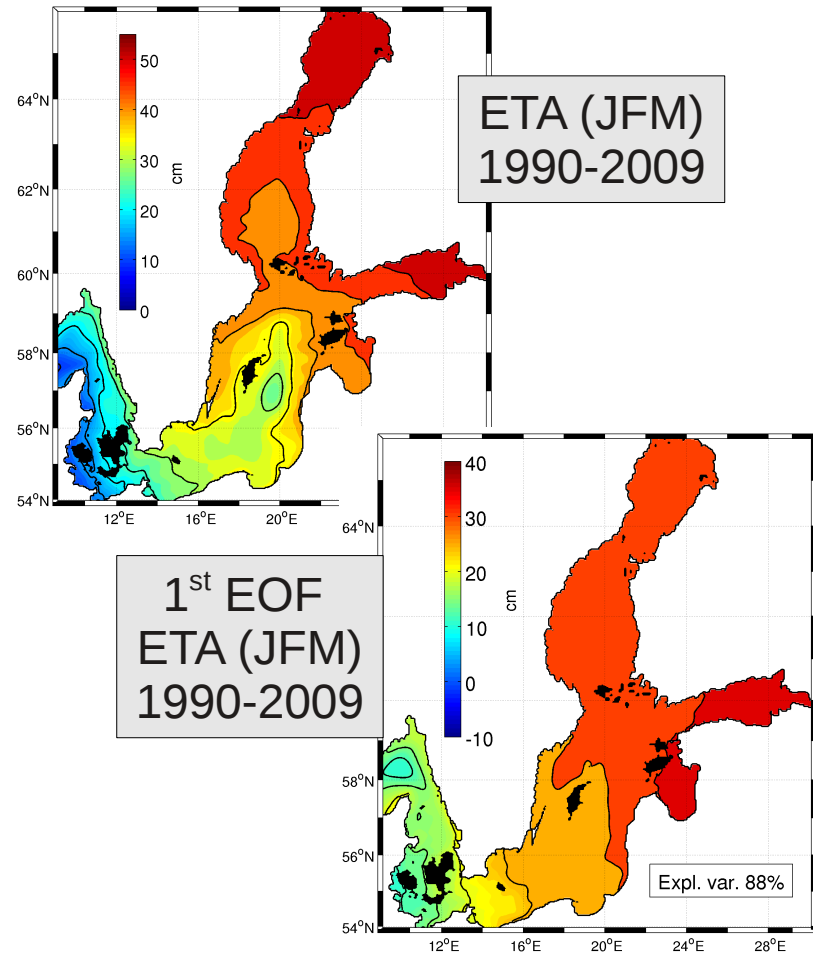 ETA (JFM)
1990-2009
50
40
30
20
10
0
cm
64°N
62°N
60°N
58°N
56°N
54°N
12°E
16°E
20°E
1st EOF
ETA (JFM)
1990-2009
40
30
20
10
0
-10
cm
64°N
58°N
56°N
54°N
12°E
16°E
20°E
24°E
28°E
Expl. var. 88%